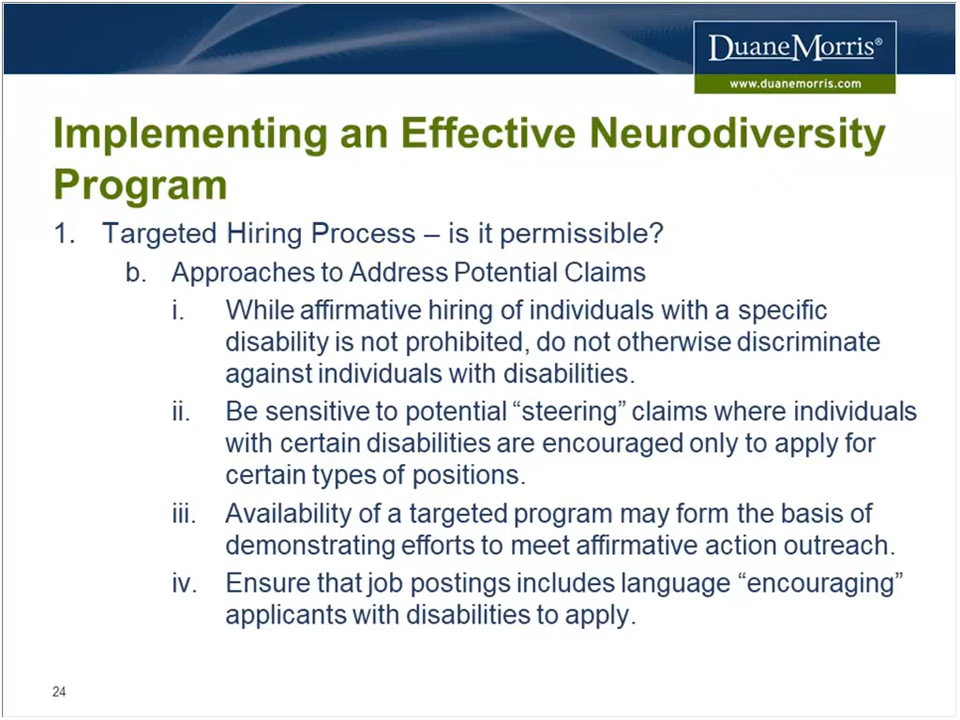 DuaneMorris®
www.duanemorris.com
Implementing an Effective Neurodiversity
Program
1. Targeted Hiring Process – is it permissible?
b. Approaches to Address Potential Claims
i. While affirmative hiring of individuals with a specific
disability is not prohibited, do not otherwise discriminate
against individuals with disabilities.
ii. Be sensitive to potential “steering” claims where individuals
with certain disabilities are encouraged only to apply for
certain types of positions.
iii. Availability of a targeted program may form the basis of
demonstrating efforts to meet affirmative action outreach.
iv. Ensure that job postings includes language “encouraging”
applicants with disabilities to apply.
24